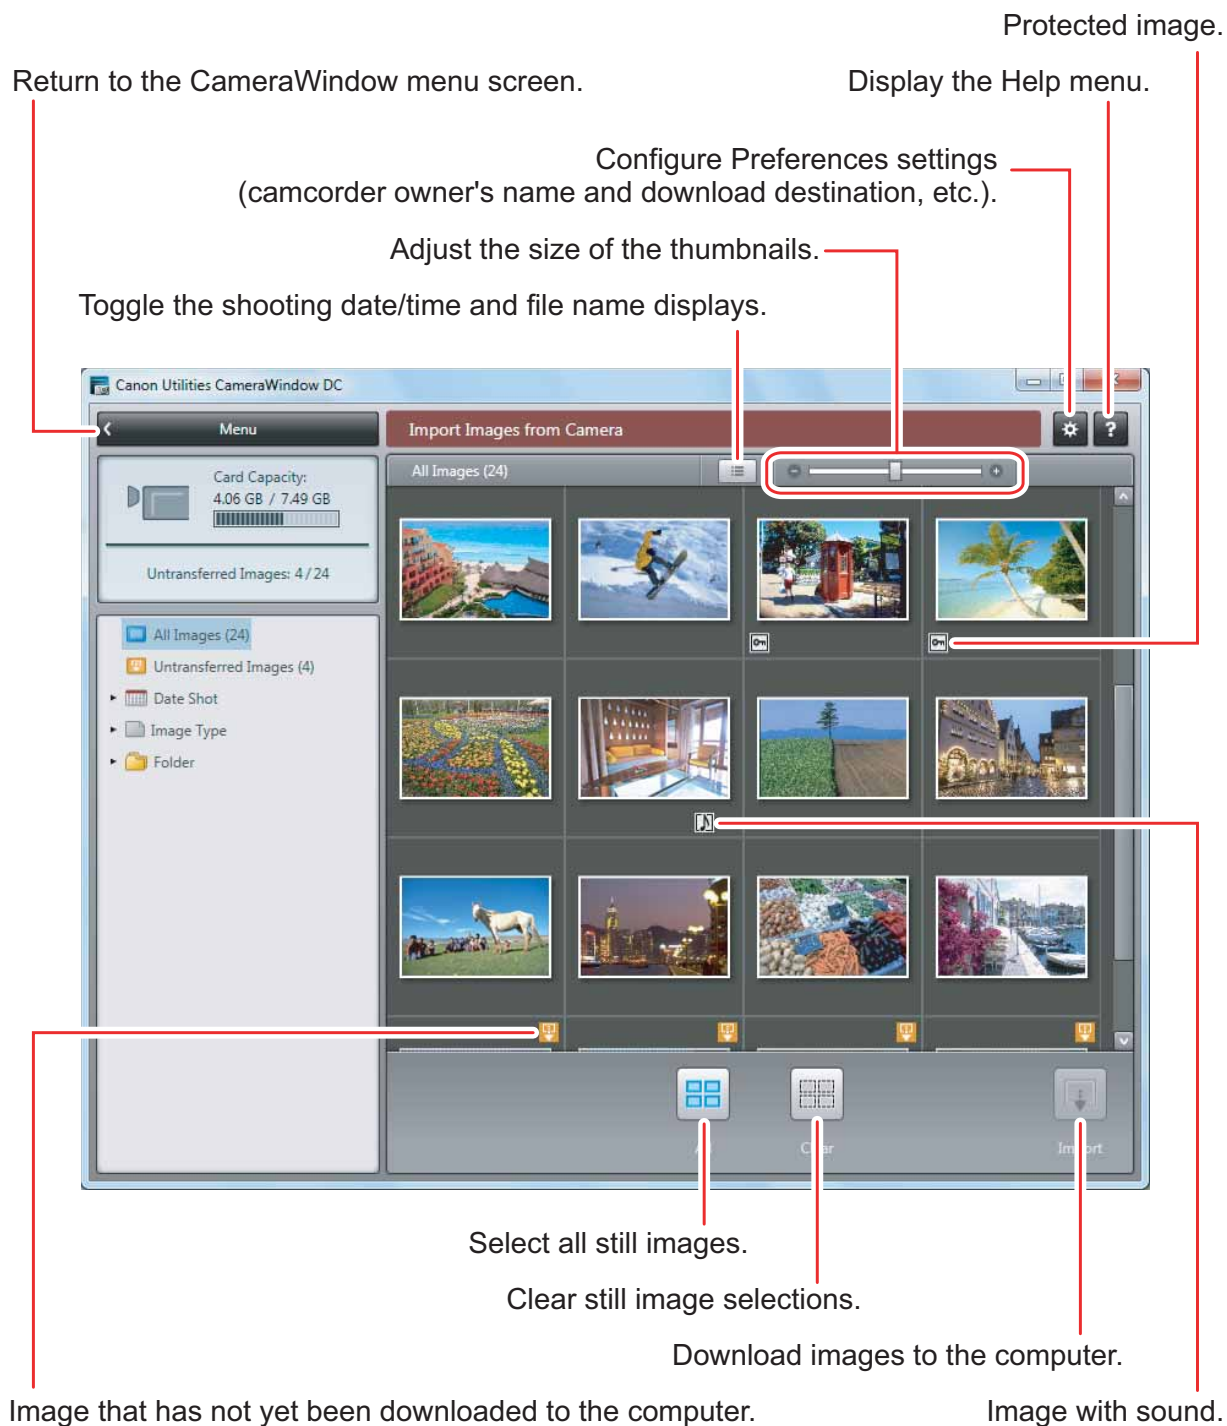 Protected image.
Return to the CameraWindow menu screen.
Display the Help menu.
Configure Preferences settings
(camcorder owner's name and download destination, etc.).
Adjust the size of the thumbnails.
Toggle the shooting date/time and file name displays.
Canon Utilities CameraWindow DC
Menu
Import Images from Camera
?
Card Capacity:
4.06 GB / 7.49 GB
Untransferred Images: 4 / 24
All Images (24)
All Images (24)
Untransferred Images (4)
Date Shot
Image Type
Folder
All
Clear
Import
Select all still images.
Clear still image selections.
Download images to the computer.
Image that has not yet been downloaded to the computer.
Image with sound.